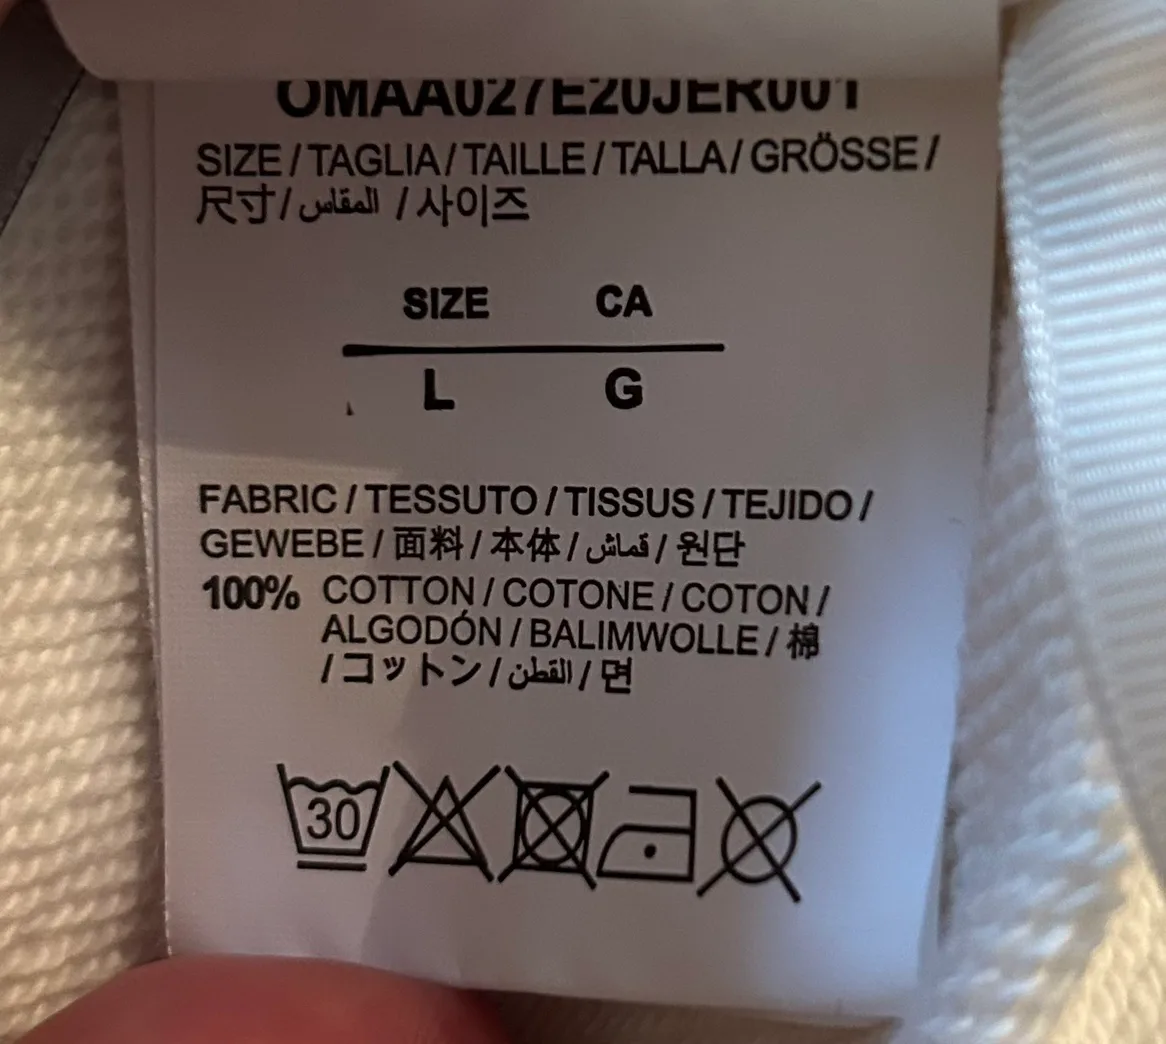 OMAA027E20JER001
SIZE / TAGLIA / TAILLE / TALLA / GRÖSSE /
尺寸 / المقاس / 사이즈
SIZE CA
L G
FABRIC / TESSUTO / TISSUS / TEJIDO /
GEWEBE / 面料 / 本体 / قماش / 원단
100% COTTON / COTONE / COTON /
ALGODÓN / BALIMWOLLE / 棉
/ コットン / القطن / 면
30